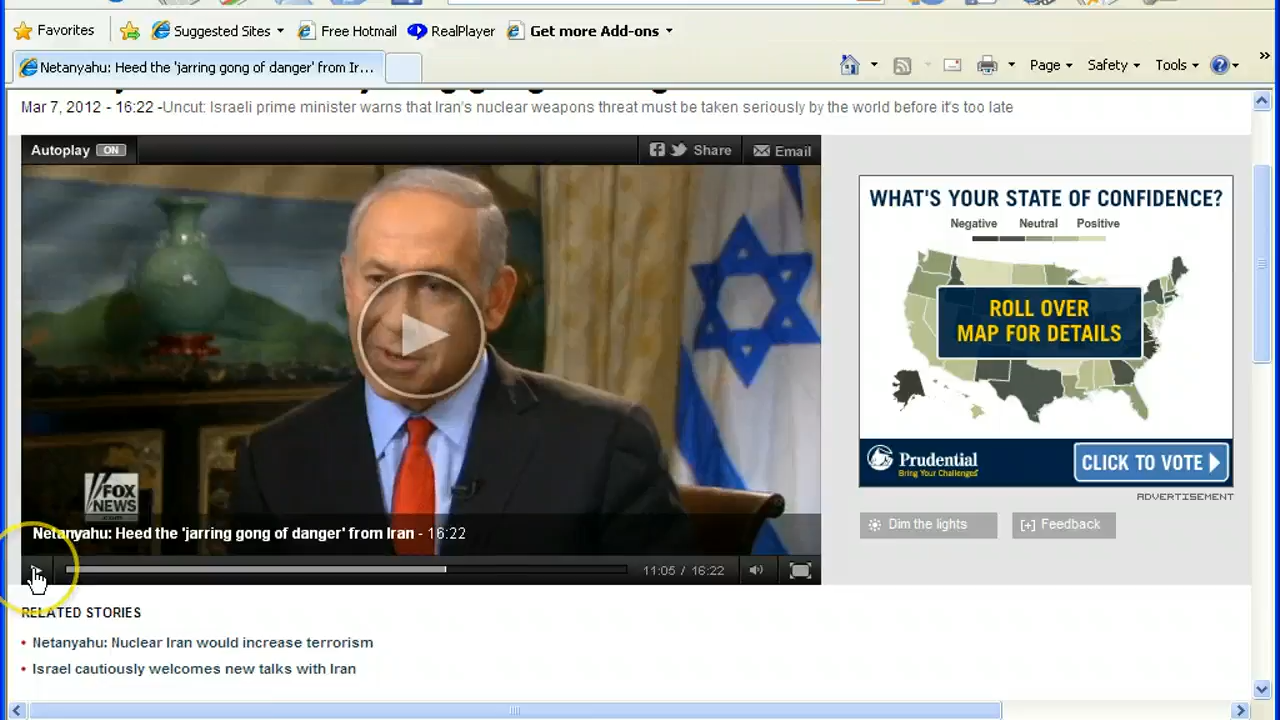 Favorites Suggested Sites Free Hotmail RealPlayer Get more Add-ons
Netanyahu: Heed the 'jarring gong of danger' from Ir...
Page Safety Tools
Mar 7, 2012 - 16:22 -Uncut: Israeli prime minister warns that Iran's nuclear weapons threat must be taken seriously by the world before it's too late
Autoplay ON
Share Email
WHAT'S YOUR STATE OF CONFIDENCE?
Negative Neutral Positive
ROLL OVER
MAP FOR DETAILS
Prudential
Bring Your Challenges
CLICK TO VOTE
ADVERTISEMENT
Dim the lights [+] Feedback
FOX
NEWS
.com
Netanyahu: Heed the 'jarring gong of danger' from Iran - 16:22
11:05 / 16:22
RELATED STORIES
• Netanyahu: Nuclear Iran would increase terrorism
• Israel cautiously welcomes new talks with Iran